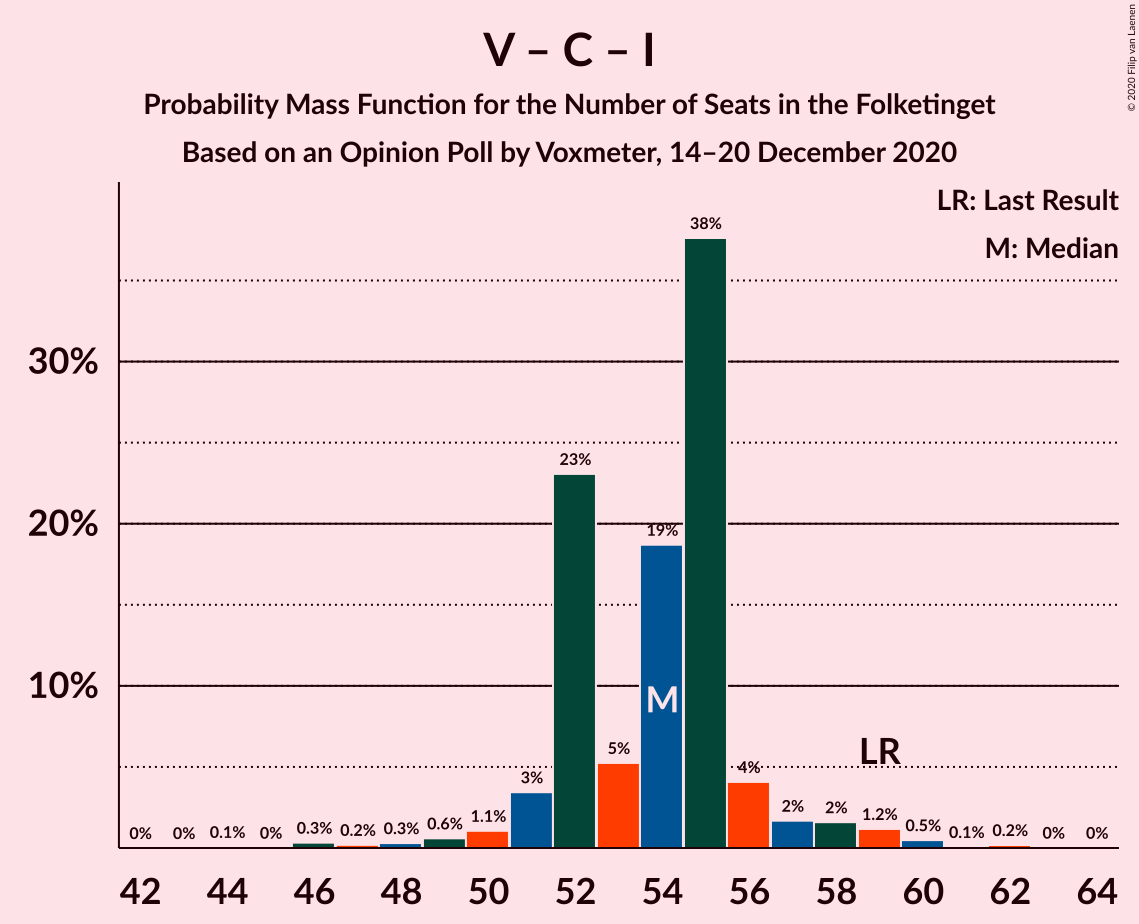 V – C – I
Probability Mass Function for the Number of Seats in the Folketinget
Based on an Opinion Poll by Voxmeter, 14–20 December 2020
© 2020 Filip van Laenen
LR: Last Result
M: Median
38%
30%
23%
20%
19%
10%
M
LR
5%
4%
3%
2%
2%
1.2%
1.1%
0.6%
0.5%
0% 0% 0.1% 0% 0.3% 0.2% 0.3% 0.1% 0.2% 0% 0%
42 44 46 48 50 52 54 56 58 60 62 64